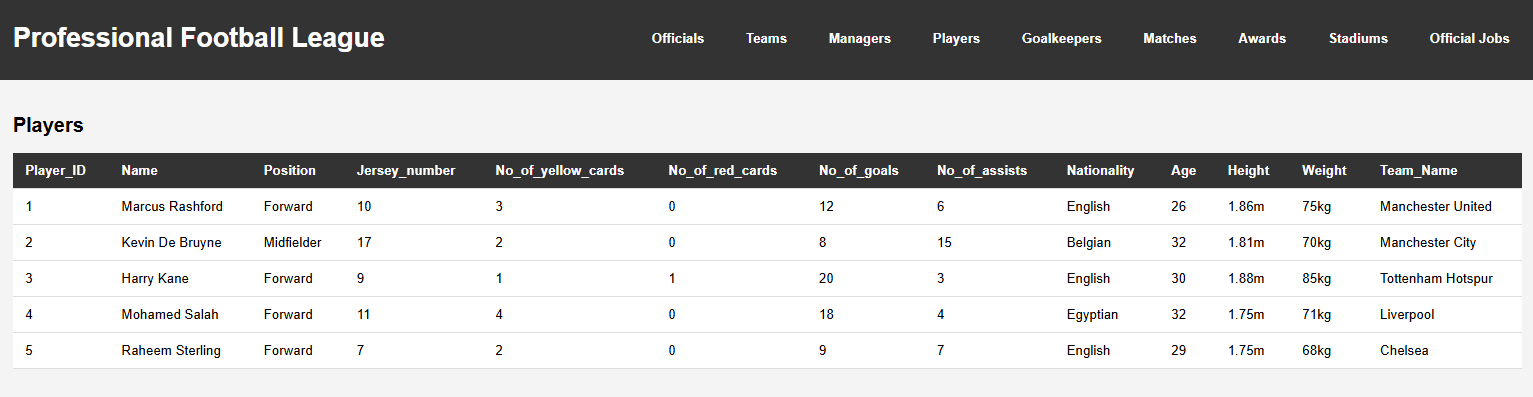 Professional Football League Officials Teams Managers Players Goalkeepers Matches Awards Stadiums Official Jobs
Players
Player_ID Name Position Jersey_number No_of_yellow_cards No_of_red_cards No_of_goals No_of_assists Nationality Age Height Weight Team_Name
1 Marcus Rashford Forward 10 3 0 12 6 English 26 1.86m 75kg Manchester United
2 Kevin De Bruyne Midfielder 17 2 0 8 15 Belgian 32 1.81m 70kg Manchester City
3 Harry Kane Forward 9 1 1 20 3 English 30 1.88m 85kg Tottenham Hotspur
4 Mohamed Salah Forward 11 4 0 18 4 Egyptian 32 1.75m 71kg Liverpool
5 Raheem Sterling Forward 7 2 0 9 7 English 29 1.75m 68kg Chelsea